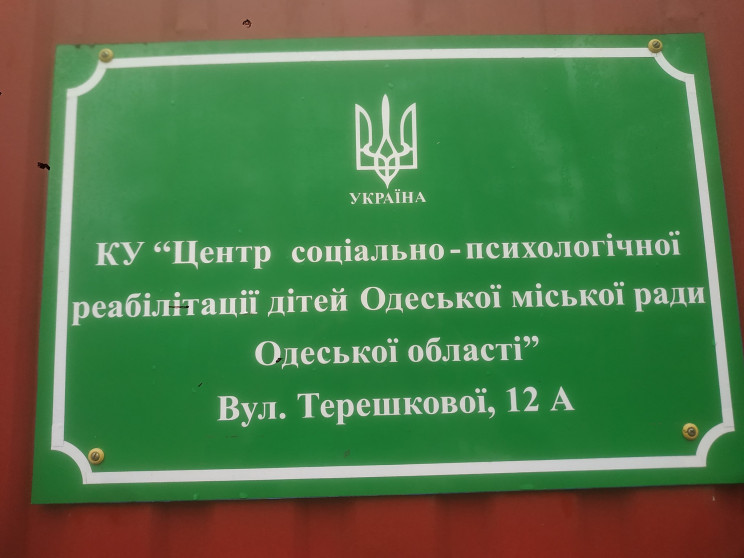 УКРАЇНА
КУ “Центр соціально-психологічної
реабілітації дітей Одеської міської ради
Одеської області”
Вул. Терешкової, 12 А